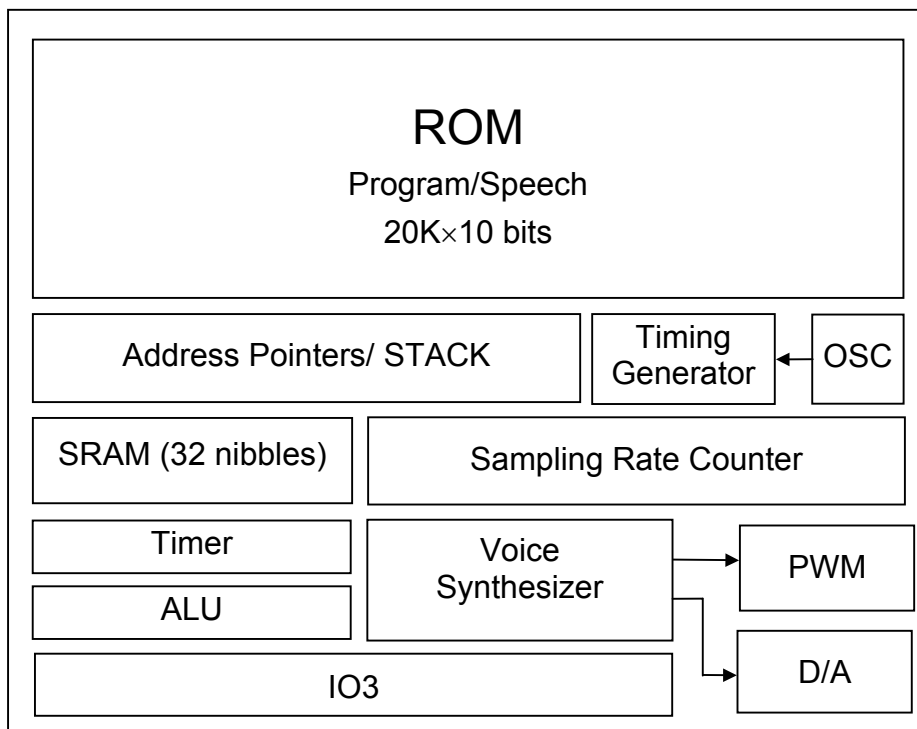 ROM
Program/Speech
20K×10 bits
Address Pointers/ STACK
Timing
Generator
OSC
SRAM (32 nibbles)
Sampling Rate Counter
Timer
Voice
Synthesizer
PWM
ALU
IO3
D/A